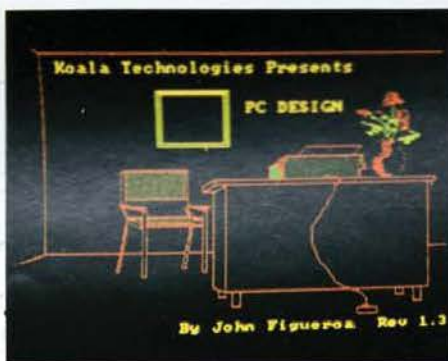 Koala Technologies Presents
PC DESIGN
By John Figueroa Rev 1.3